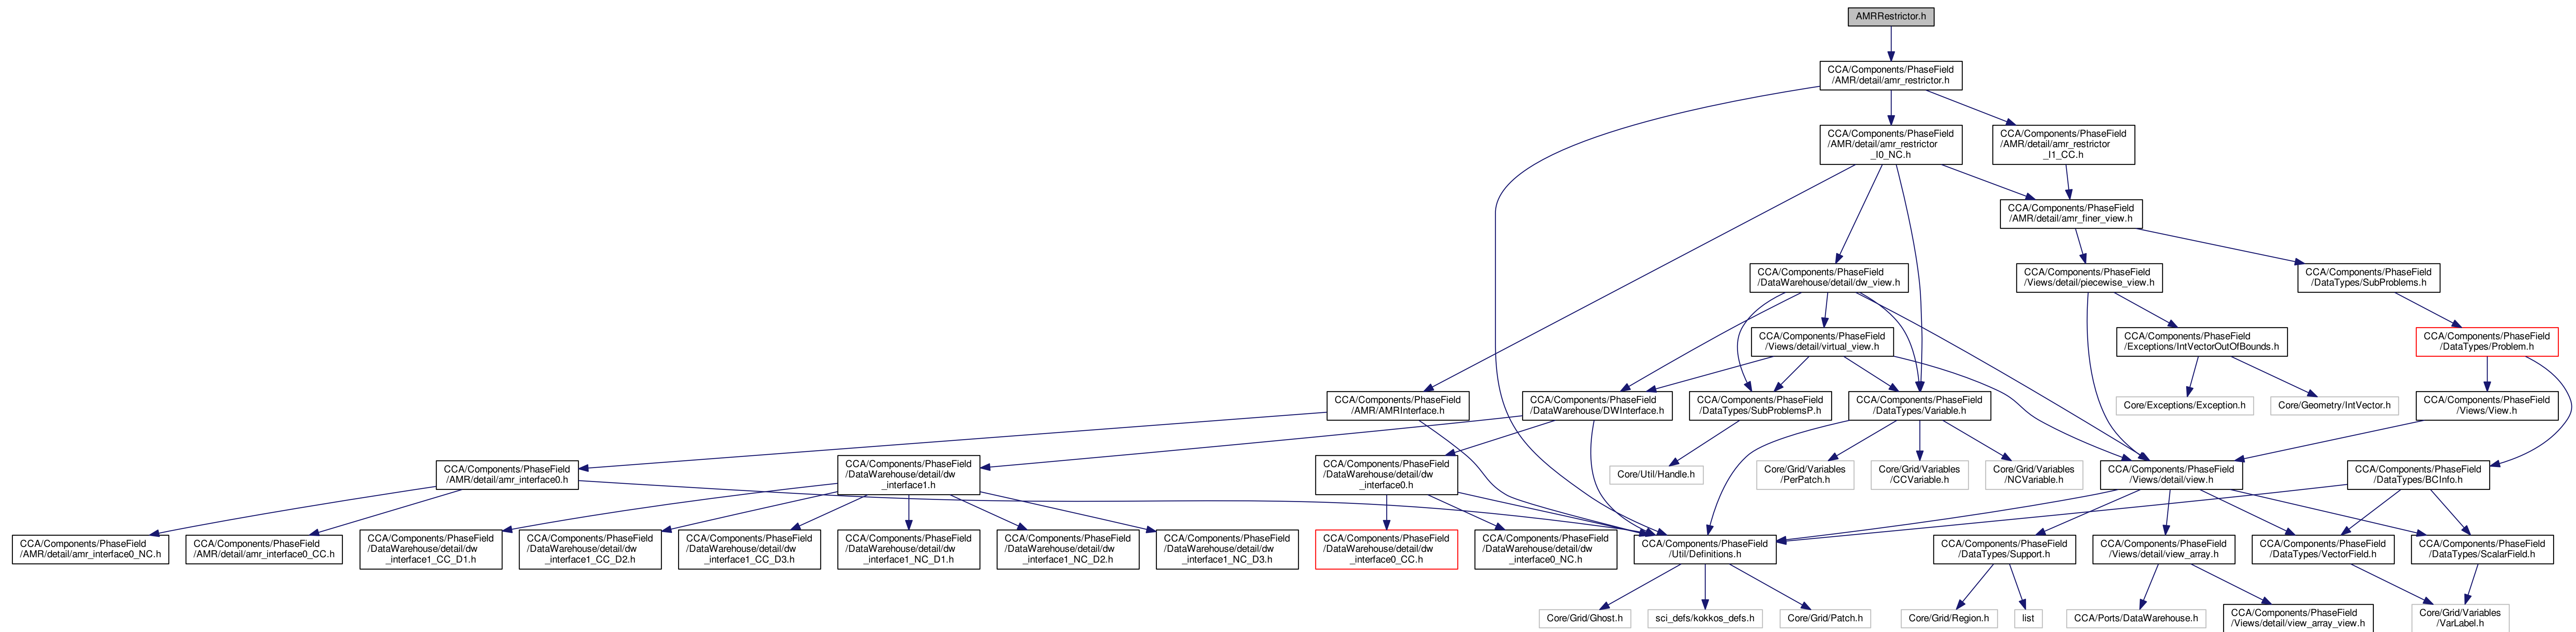 AMRRestrictor.h
CCA/Components/PhaseField
/AMR/detail/amr_restrictor.h
CCA/Components/PhaseField
/AMR/detail/amr_restrictor
_I0_NC.h
CCA/Components/PhaseField
/AMR/detail/amr_restrictor
_I1_CC.h
CCA/Components/PhaseField
/AMR/detail/amr_finer_view.h
CCA/Components/PhaseField
/DataWarehouse/detail/dw_view.h
CCA/Components/PhaseField
/Views/detail/piecewise_view.h
CCA/Components/PhaseField
/DataTypes/SubProblems.h
CCA/Components/PhaseField
/Views/detail/virtual_view.h
CCA/Components/PhaseField
/Exceptions/IntVectorOutOfBounds.h
CCA/Components/PhaseField
/DataTypes/Problem.h
CCA/Components/PhaseField
/AMR/AMRInterface.h
CCA/Components/PhaseField
/DataWarehouse/DWInterface.h
CCA/Components/PhaseField
/DataTypes/SubProblemsP.h
CCA/Components/PhaseField
/DataTypes/Variable.h
Core/Exceptions/Exception.h
Core/Geometry/IntVector.h
CCA/Components/PhaseField
/Views/View.h
CCA/Components/PhaseField
/AMR/detail/amr_interface0.h
CCA/Components/PhaseField
/DataWarehouse/detail/dw
_interface1.h
CCA/Components/PhaseField
/DataWarehouse/detail/dw
_interface0.h
Core/Util/Handle.h
Core/Grid/Variables
/PerPatch.h
Core/Grid/Variables
/CCVariable.h
Core/Grid/Variables
/NCVariable.h
CCA/Components/PhaseField
/Views/detail/view.h
CCA/Components/PhaseField
/DataTypes/BCInfo.h
CCA/Components/PhaseField
/AMR/detail/amr_interface0_NC.h
CCA/Components/PhaseField
/AMR/detail/amr_interface0_CC.h
CCA/Components/PhaseField
/DataWarehouse/detail/dw
_interface1_CC_D1.h
CCA/Components/PhaseField
/DataWarehouse/detail/dw
_interface1_CC_D2.h
CCA/Components/PhaseField
/DataWarehouse/detail/dw
_interface1_CC_D3.h
CCA/Components/PhaseField
/DataWarehouse/detail/dw
_interface1_NC_D1.h
CCA/Components/PhaseField
/DataWarehouse/detail/dw
_interface1_NC_D2.h
CCA/Components/PhaseField
/DataWarehouse/detail/dw
_interface1_NC_D3.h
CCA/Components/PhaseField
/DataWarehouse/detail/dw
_interface0_CC.h
CCA/Components/PhaseField
/DataWarehouse/detail/dw
_interface0_NC.h
CCA/Components/PhaseField
/Util/Definitions.h
CCA/Components/PhaseField
/DataTypes/Support.h
CCA/Components/PhaseField
/Views/detail/view_array.h
CCA/Components/PhaseField
/DataTypes/VectorField.h
CCA/Components/PhaseField
/DataTypes/ScalarField.h
Core/Grid/Ghost.h
sci_defs/kokkos_defs.h
Core/Grid/Patch.h
Core/Grid/Region.h
list
CCA/Ports/DataWarehouse.h
CCA/Components/PhaseField
/Views/detail/view_array_view.h
Core/Grid/Variables
/VarLabel.h